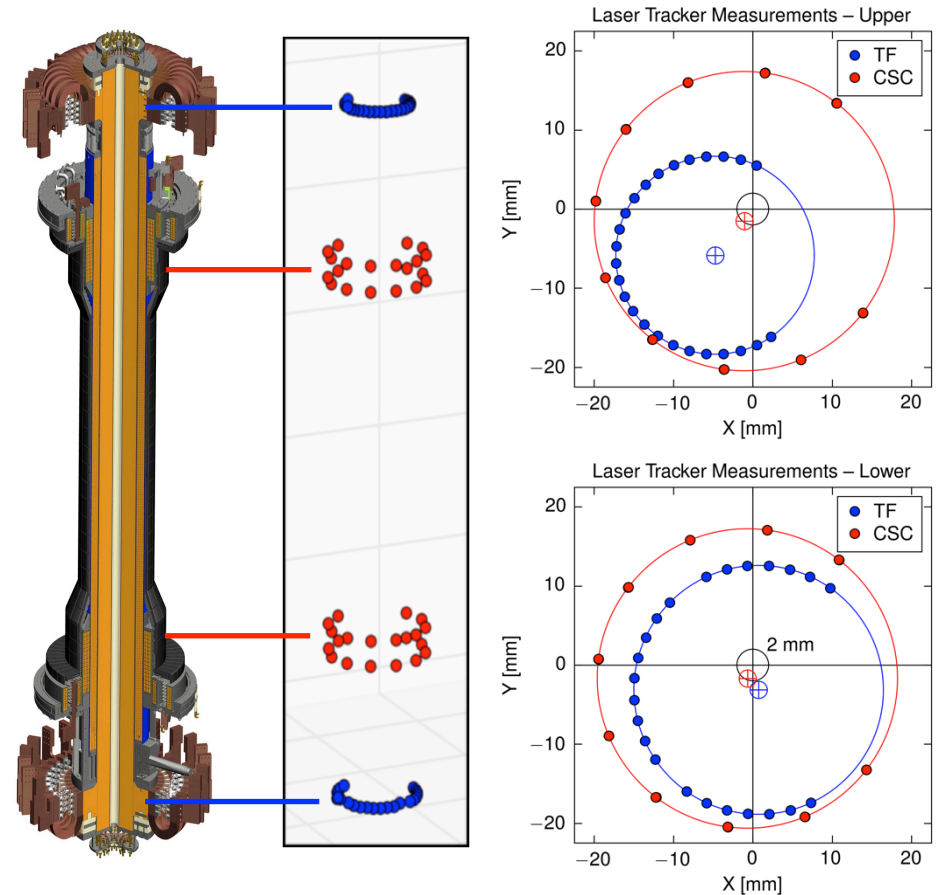 Laser Tracker Measurements – Upper
TF
CSC
20
10
0
−10
−20
Y [mm]
−20
−10
0
10
20
X [mm]
Laser Tracker Measurements – Lower
TF
CSC
2 mm
20
10
0
−10
−20
Y [mm]
−20
−10
0
10
20
X [mm]